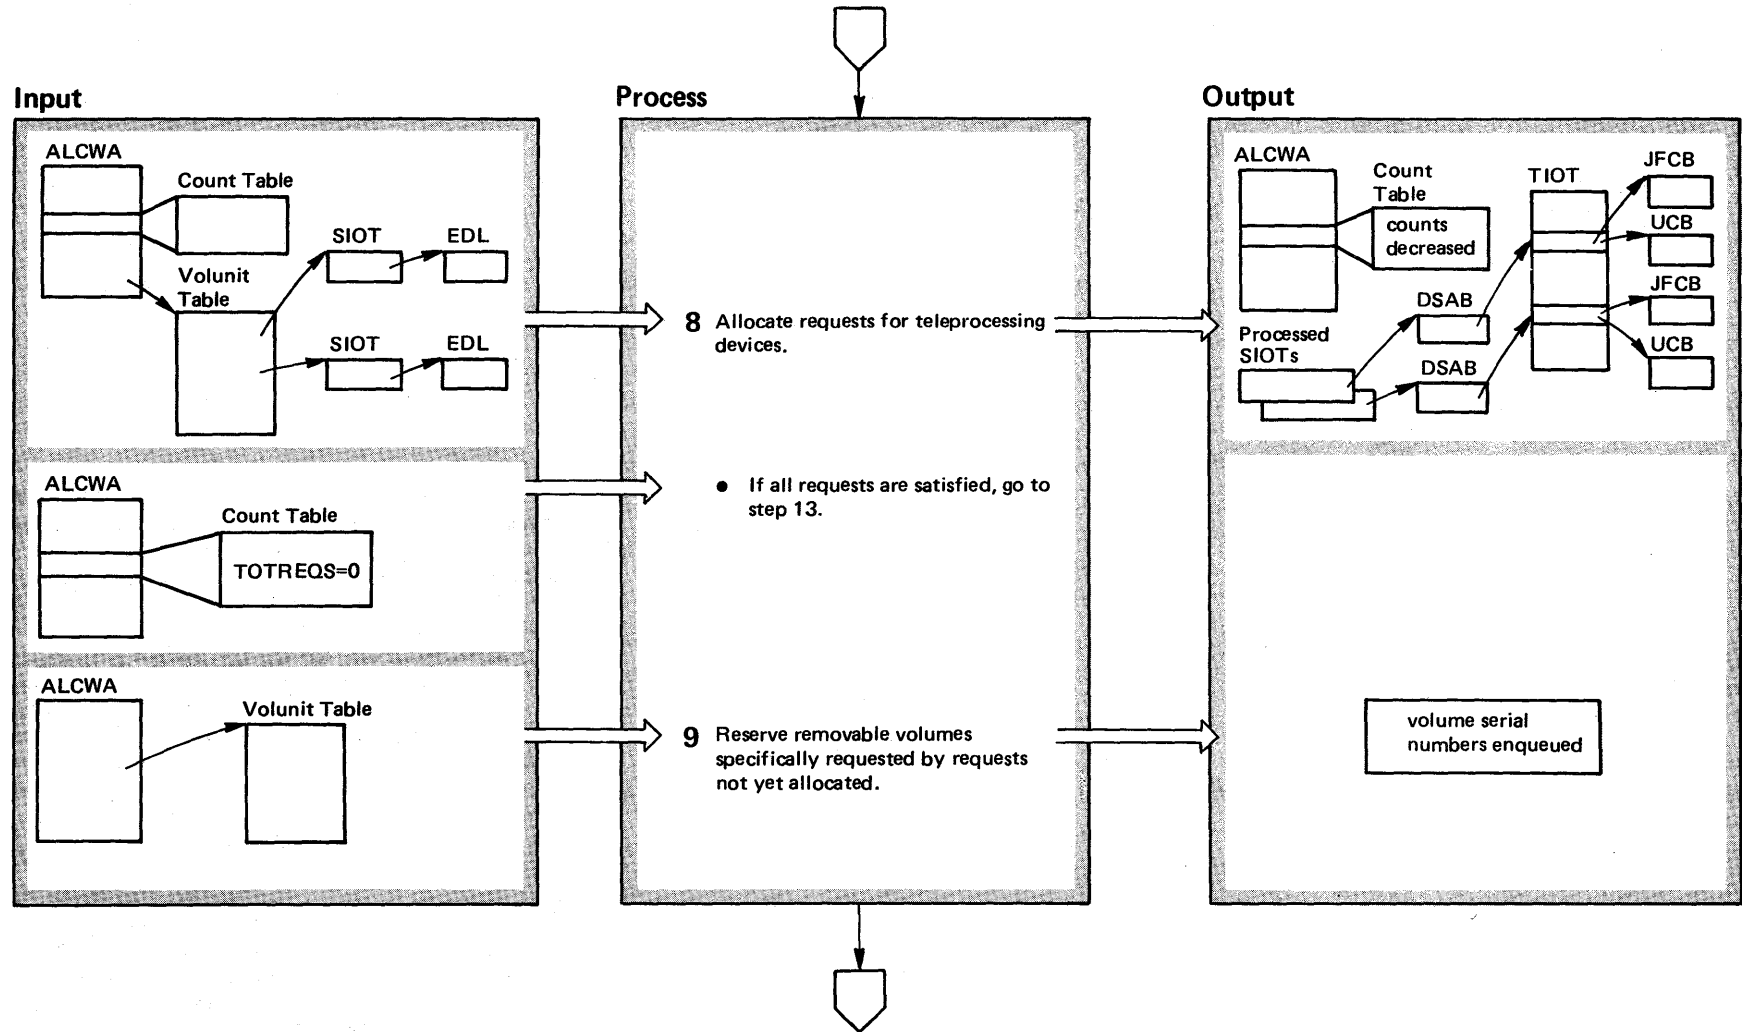 Input
ALCWA
Count Table
SIOT
EDL
Volunit
Table
SIOT
EDL
ALCWA
Count Table
TOTREQS=0
ALCWA
Volunit Table
Process
8 Allocate requests for teleprocessing
devices.
● If all requests are satisfied, go to
step 13.
9 Reserve removable volumes
specifically requested by requests
not yet allocated.
Output
ALCWA
Count
Table
counts
decreased
TIOT
JFCB
UCB
JFCB
UCB
DSAB
Processed
SIOTs
DSAB
volume serial
numbers enqueued